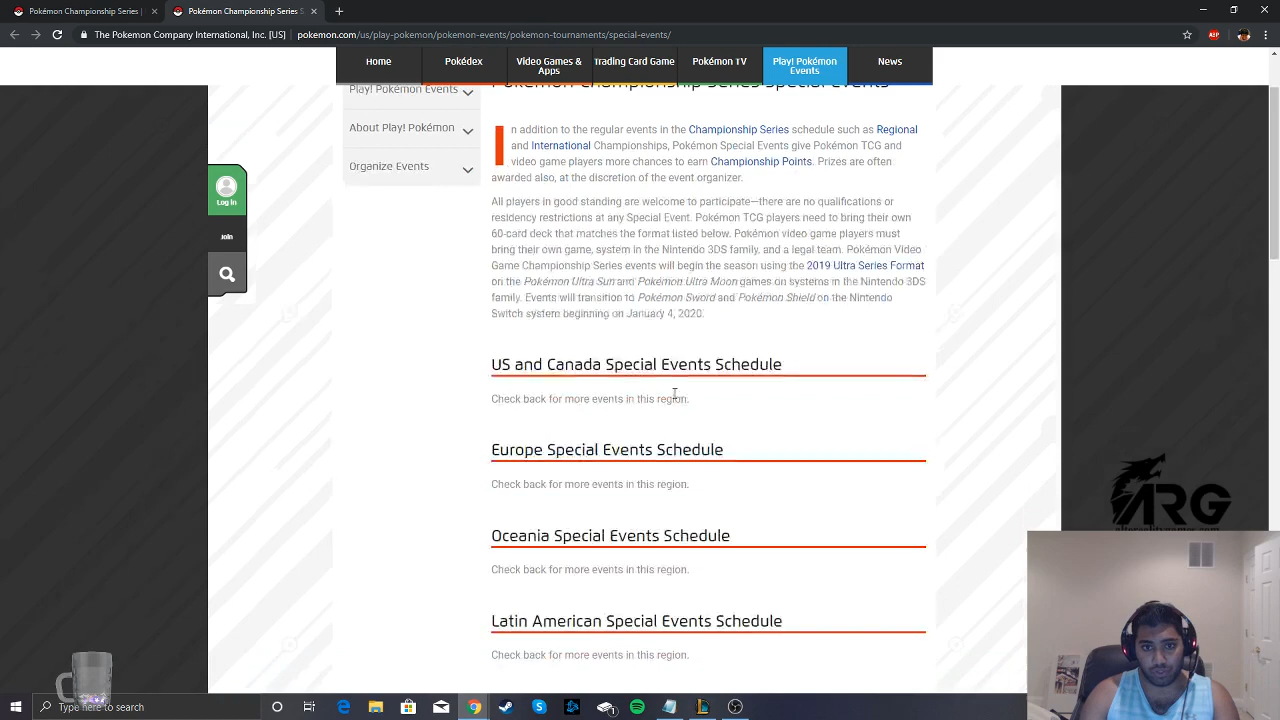 Pokémon Championship Series |
Pokémon Championship Series Sp
The Pokemon Company International, Inc. [US] | pokemon.com/us/play-pokemon/pokemon-events/pokemon-tournaments/special-events/
ABP
Home
Pokédex
Video Games & Apps
Trading Card Game
Pokémon TV
Play! Pokémon Events
News
Play! Pokémon Events
About Play! Pokémon
Organize Events
Log In
Join
Pokémon Championship Series Special Events
In addition to the regular events in the Championship Series schedule such as Regional
and International Championships, Pokémon Special Events give Pokémon TCG and
video game players more chances to earn Championship Points. Prizes are often
awarded also, at the discretion of the event organizer.
All players in good standing are welcome to participate—there are no qualifications or
residency restrictions at any Special Event. Pokémon TCG players need to bring their own
60-card deck that matches the format listed below. Pokémon video game players must
bring their own game, system in the Nintendo 3DS family, and a legal team. Pokémon Video
Game Championship Series events will begin the season using the 2019 Ultra Series Format
on the Pokémon Ultra Sun and Pokémon Ultra Moon games on systems in the Nintendo 3DS
family. Events will transition to Pokémon Sword and Pokémon Shield on the Nintendo
Switch system beginning on January 4, 2020.
US and Canada Special Events Schedule
Check back for more events in this region.
Europe Special Events Schedule
Check back for more events in this region.
Oceania Special Events Schedule
Check back for more events in this region.
Latin American Special Events Schedule
Check back for more events in this region.
ARG
Type here to search